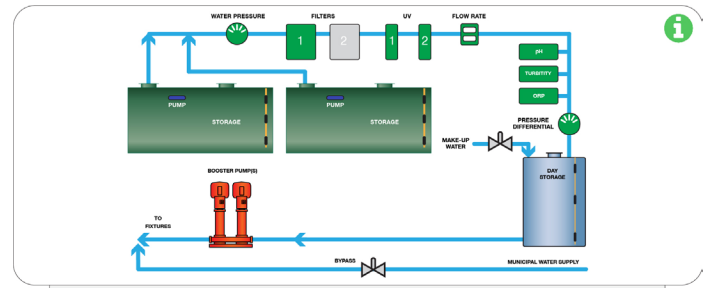 WATER PRESSURE
FILTERS
UV
FLOW RATE
1
2
1
2
pH
TURBITITY
ORP
PUMP
STORAGE
PUMP
STORAGE
PRESSURE
DIFFERENTIAL
MAKE-UP
WATER
DAY
STORAGE
BOOSTER PUMP(S)
TO
FIXTURES
BYPASS
MUNICIPAL WATER SUPPLY